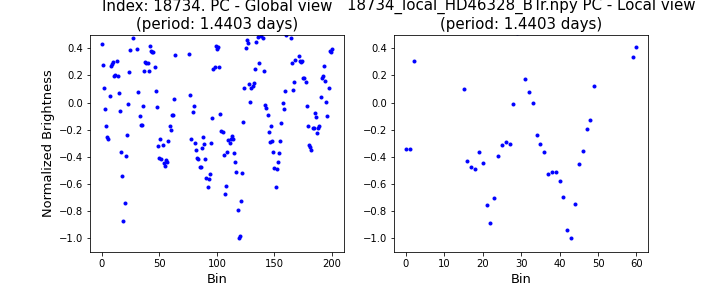 Index: 18734. PC - Global view
(period: 1.4403 days)
18734_local_HD46328_BTr.npy PC - Local view
(period: 1.4403 days)
Normalized Brightness
0.4
0.2
0.0
−0.2
−0.4
−0.6
−0.8
−1.0
0 50 100 150 200
Bin
0.4
0.2
0.0
−0.2
−0.4
−0.6
−0.8
−1.0
0 10 20 30 40 50 60
Bin